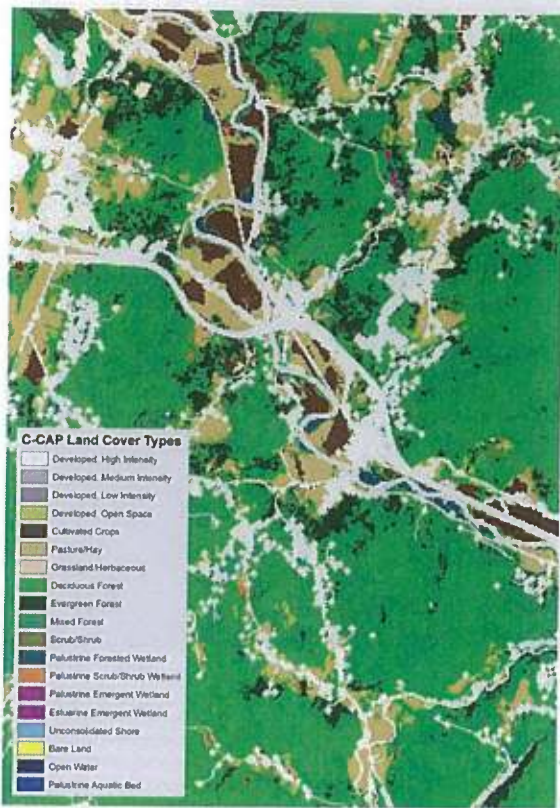 C-CAP Land Cover Types
Developed, High Intensity
Developed, Medium Intensity
Developed, Low Intensity
Developed, Open Space
Cultivated Crops
Pasture/Hay
Grassland/Herbaceous
Deciduous Forest
Evergreen Forest
Mixed Forest
Scrub/Shrub
Palustrine Forested Wetland
Palustrine Scrub/Shrub Wetland
Palustrine Emergent Wetland
Estuarine Emergent Wetland
Unconsolidated Shore
Bare Land
Open Water
Palustrine Aquatic Bed